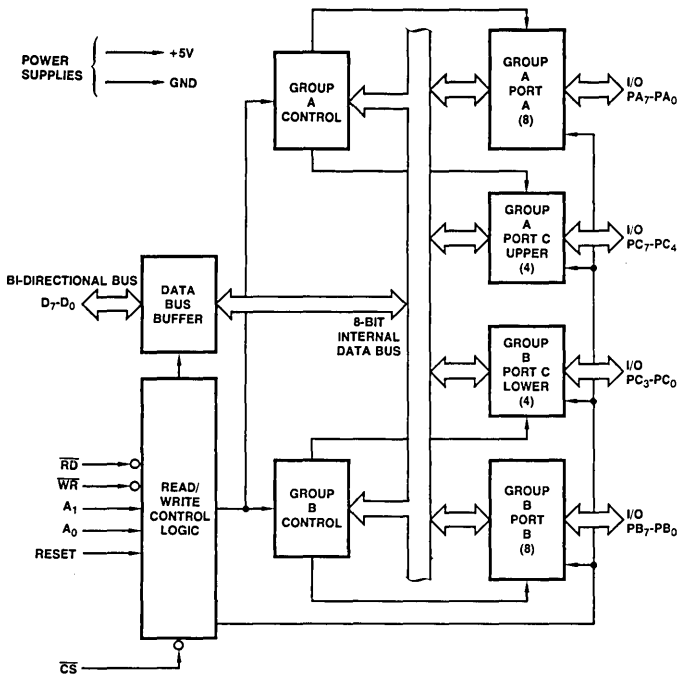 POWER
SUPPLIES
+5V
GND
GROUP
A
CONTROL
GROUP
A
PORT
A
(8)
I/O
PA7-PA0
GROUP
A
PORT C
UPPER
(4)
I/O
PC7-PC4
BI-DIRECTIONAL BUS
D7-D0
DATA
BUS
BUFFER
8-BIT
INTERNAL
DATA BUS
GROUP
B
PORT C
LOWER
(4)
I/O
PC3-PC0
RD
WR
A1
A0
RESET
READ/
WRITE
CONTROL
LOGIC
GROUP
B
CONTROL
GROUP
B
PORT
B
(8)
I/O
PB7-PB0
CS